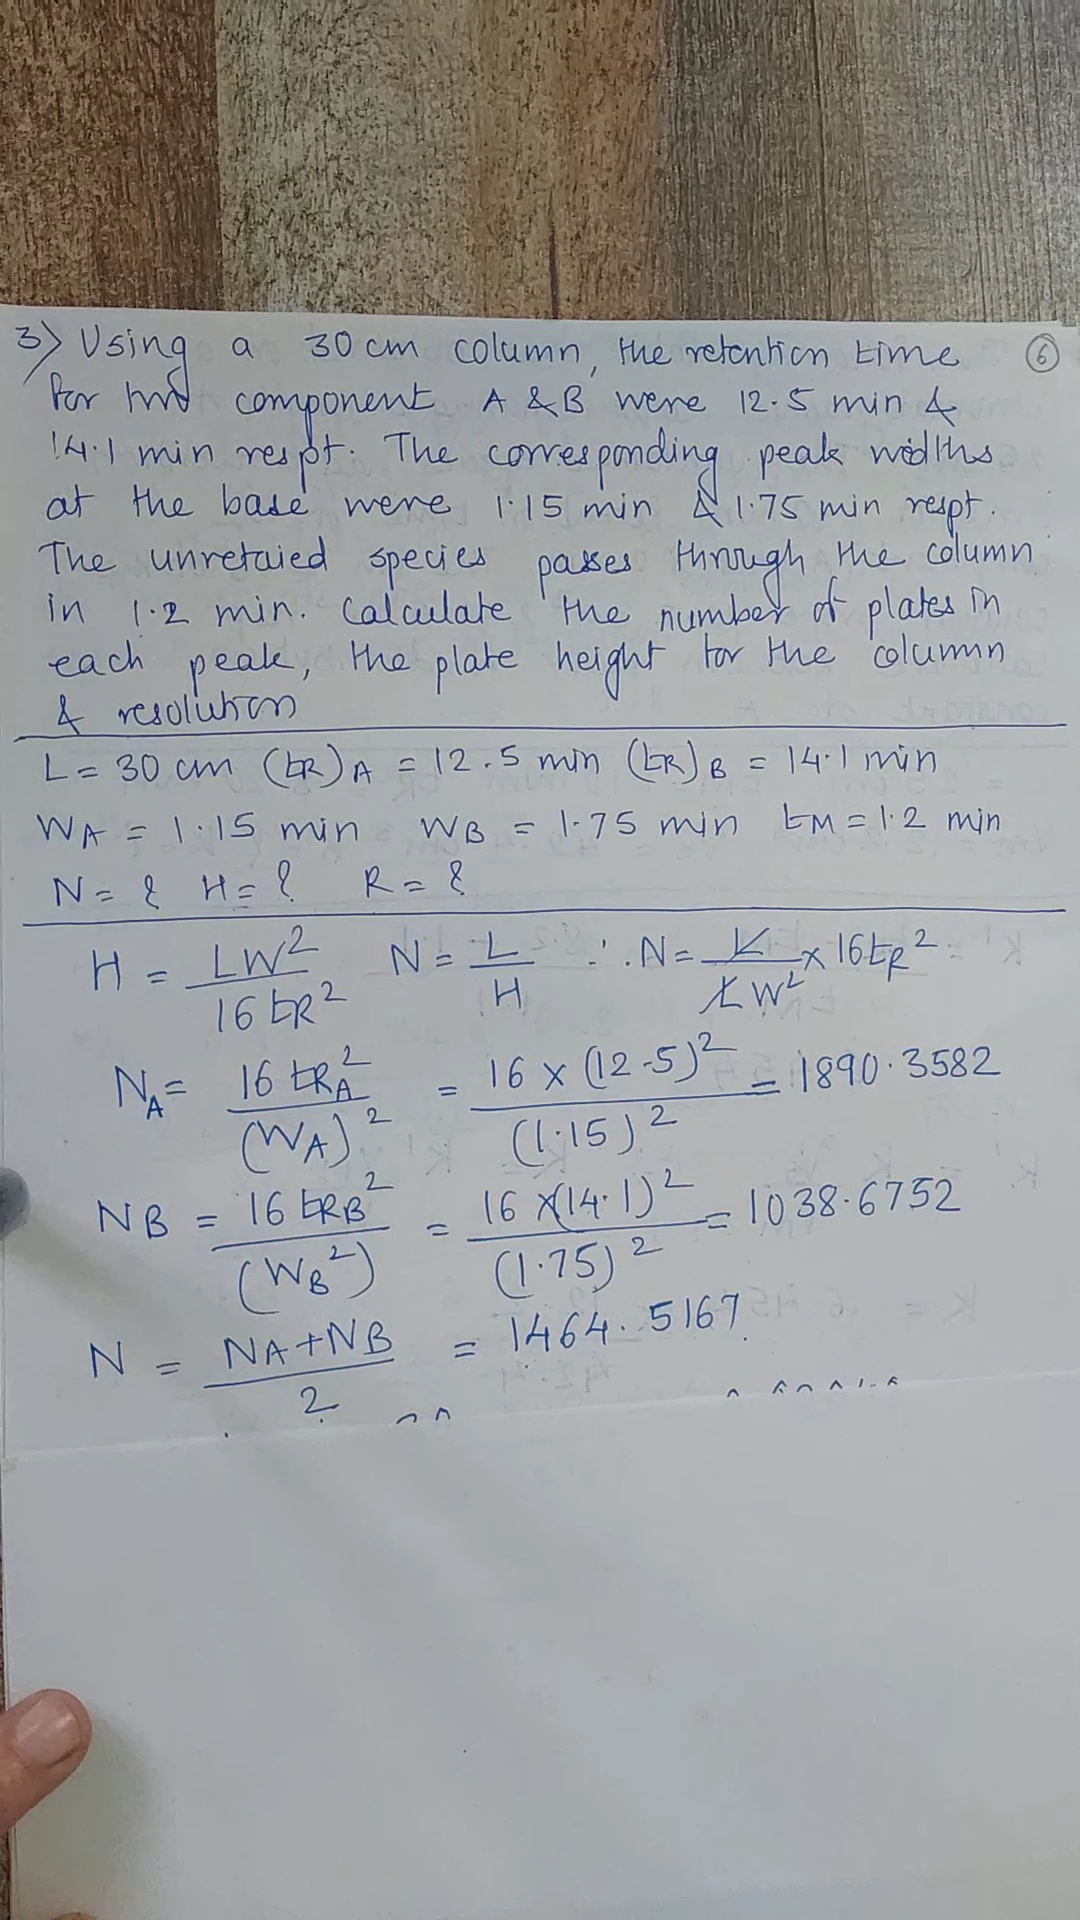 3) Using a 30 cm column, the retention time ⑥
for two component A & B were 12.5 min &
14.1 min respt. The corresponding peak widths
at the base were 1.15 min & 1.75 min respt.
The unretaied species passes through the column
in 1.2 min. Calculate the number of plates in
each peak, the plate height for the column
& resolution
L = 30 cm (tR)A = 12.5 min (tR)B = 14.1 min
WA = 1.15 min WB = 1.75 min tM = 1.2 min
N = ? H = ? R = ?
H = LW² / 16 tR² N = L / H ∴ N = L / LW² × 16tR²
NA = 16 tRA² / (WA)² = 16 × (12.5)² / (1.15)² = 1890.3582
NB = 16 tRB² / (WB²) = 16 × (14.1)² / (1.75)² = 1038.6752
N = NA + NB / 2 = 1464.5167